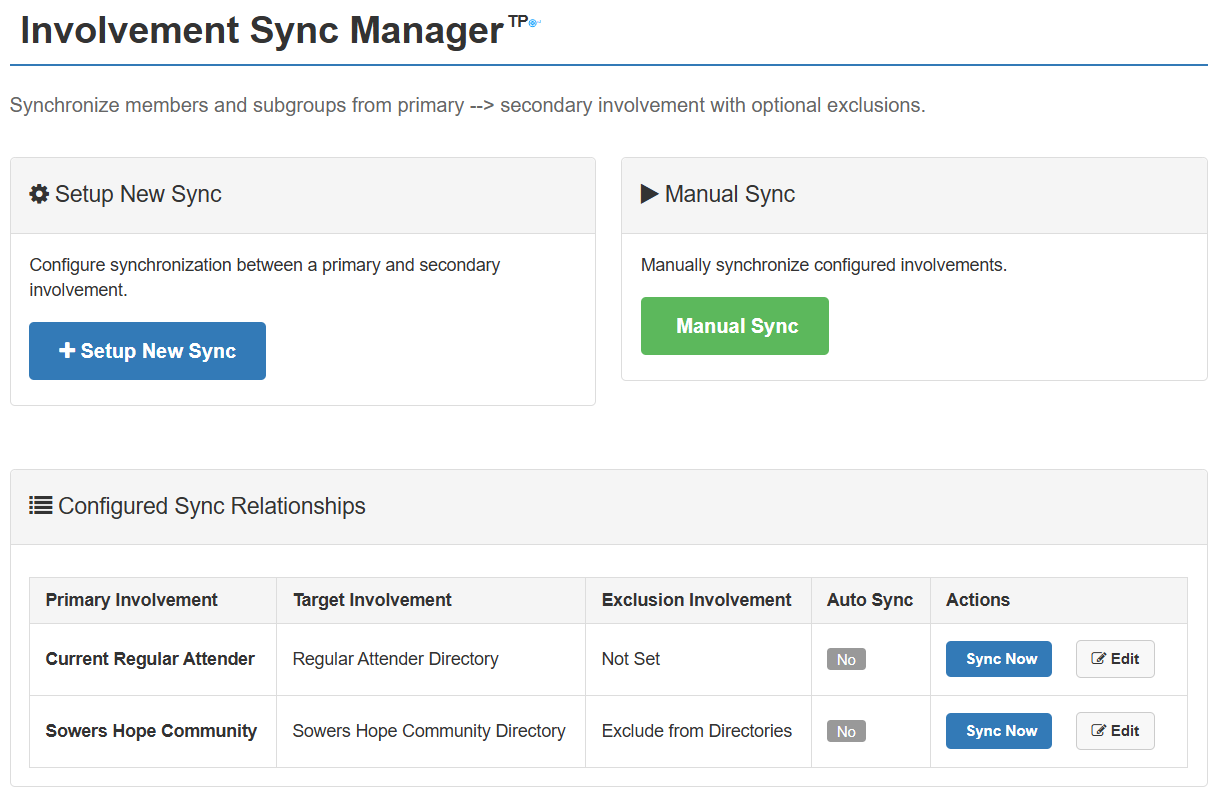 Involvement Sync Manager TP
Synchronize members and subgroups from primary --> secondary involvement with optional exclusions.
Setup New Sync
Configure synchronization between a primary and secondary
involvement.
Setup New Sync
Manual Sync
Manually synchronize configured involvements.
Manual Sync
Configured Sync Relationships
Primary Involvement Target Involvement Exclusion Involvement Auto Sync Actions
Current Regular Attender Regular Attender Directory Not Set No Sync Now Edit
Sowers Hope Community Sowers Hope Community Directory Exclude from Directories No Sync Now Edit